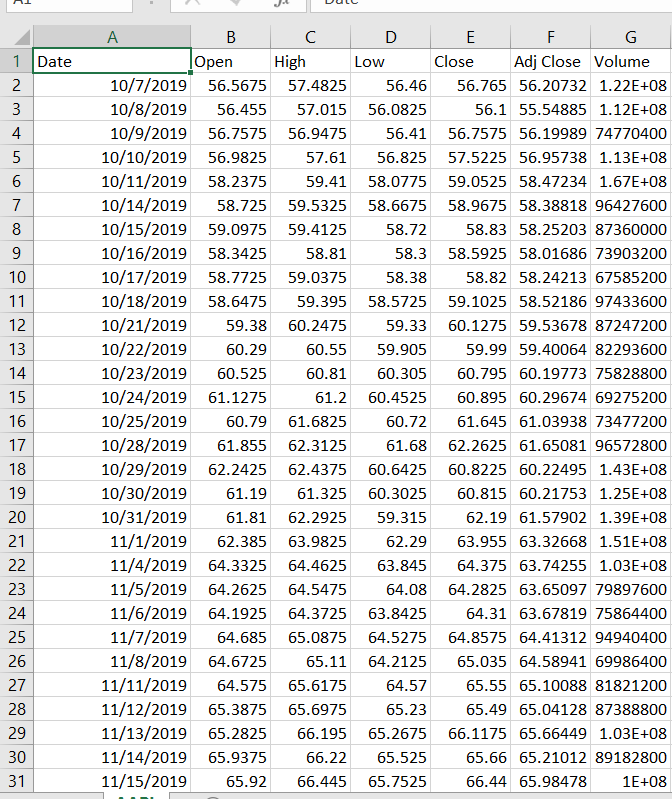 A B C D E F G
1 Date Open High Low Close Adj Close Volume
2 10/7/2019 56.5675 57.4825 56.46 56.765 56.20732 1.22E+08
3 10/8/2019 56.455 57.015 56.0825 56.1 55.54885 1.12E+08
4 10/9/2019 56.7575 56.9475 56.41 56.7575 56.19989 74770400
5 10/10/2019 56.9825 57.61 56.825 57.5225 56.95738 1.13E+08
6 10/11/2019 58.2375 59.41 58.0775 59.0525 58.47234 1.67E+08
7 10/14/2019 58.725 59.5325 58.6675 58.9675 58.38818 96427600
8 10/15/2019 59.0975 59.4125 58.72 58.83 58.25203 87360000
9 10/16/2019 58.3425 58.81 58.3 58.5925 58.01686 73903200
10 10/17/2019 58.7725 59.0375 58.38 58.82 58.24213 67585200
11 10/18/2019 58.6475 59.395 58.5725 59.1025 58.52186 97433600
12 10/21/2019 59.38 60.2475 59.33 60.1275 59.53678 87247200
13 10/22/2019 60.29 60.55 59.905 59.99 59.40064 82293600
14 10/23/2019 60.525 60.81 60.305 60.795 60.19773 75828800
15 10/24/2019 61.1275 61.2 60.4525 60.895 60.29674 69275200
16 10/25/2019 60.79 61.6825 60.72 61.645 61.03938 73477200
17 10/28/2019 61.855 62.3125 61.68 62.2625 61.65081 96572800
18 10/29/2019 62.2425 62.4375 60.6425 60.8225 60.22495 1.43E+08
19 10/30/2019 61.19 61.325 60.3025 60.815 60.21753 1.25E+08
20 10/31/2019 61.81 62.2925 59.315 62.19 61.57902 1.39E+08
21 11/1/2019 62.385 63.9825 62.29 63.955 63.32668 1.51E+08
22 11/4/2019 64.3325 64.4625 63.845 64.375 63.74255 1.03E+08
23 11/5/2019 64.2625 64.5475 64.08 64.2825 63.65097 79897600
24 11/6/2019 64.1925 64.3725 63.8425 64.31 63.67819 75864400
25 11/7/2019 64.685 65.0875 64.5275 64.8575 64.41312 94940400
26 11/8/2019 64.6725 65.11 64.2125 65.035 64.58941 69986400
27 11/11/2019 64.575 65.6175 64.57 65.55 65.10088 81821200
28 11/12/2019 65.3875 65.6975 65.23 65.49 65.04128 87388800
29 11/13/2019 65.2825 66.195 65.2675 66.1175 65.66449 1.03E+08
30 11/14/2019 65.9375 66.22 65.525 65.66 65.21012 89182800
31 11/15/2019 65.92 66.445 65.7525 66.44 65.98478 1E+08